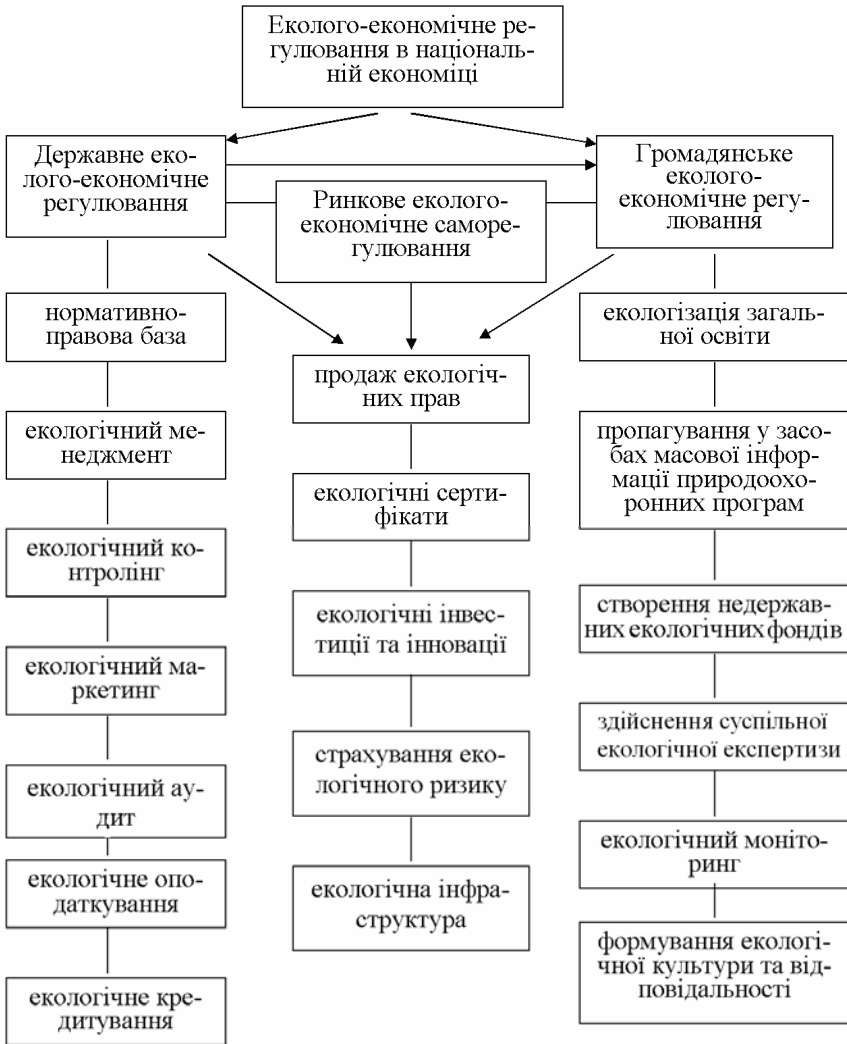 Еколого-економічне ре-
гулювання в національ-
ній економіці
Державне еко-
лого-економічне
регулювання
Ринкове еколого-
економічне саморе-
гулювання
Громадянське
еколого-
економічне регу-
лювання
нормативно-
правова база
екологічний ме-
неджмент
екологічний ко-
нтролінг
екологічний ма-
ркетинг
екологічний ау-
дит
екологічне опо-
даткування
екологічне кре-
дитування
продаж екологіч-
них прав
екологічні серти-
фікати
екологічні інвес-
тиції та інновації
страхування еко-
логічного ризику
екологічна інфра-
структура
екологізація загаль-
ної освіти
пропагування у засо-
бах масової інфор-
мації природоохо-
ронних програм
створення недержав-
них екологічних фондів
здійснення суспільної
екологічної експертизи
екологічний моніто-
ринг
формування екологі-
чної культури та від-
повідальності